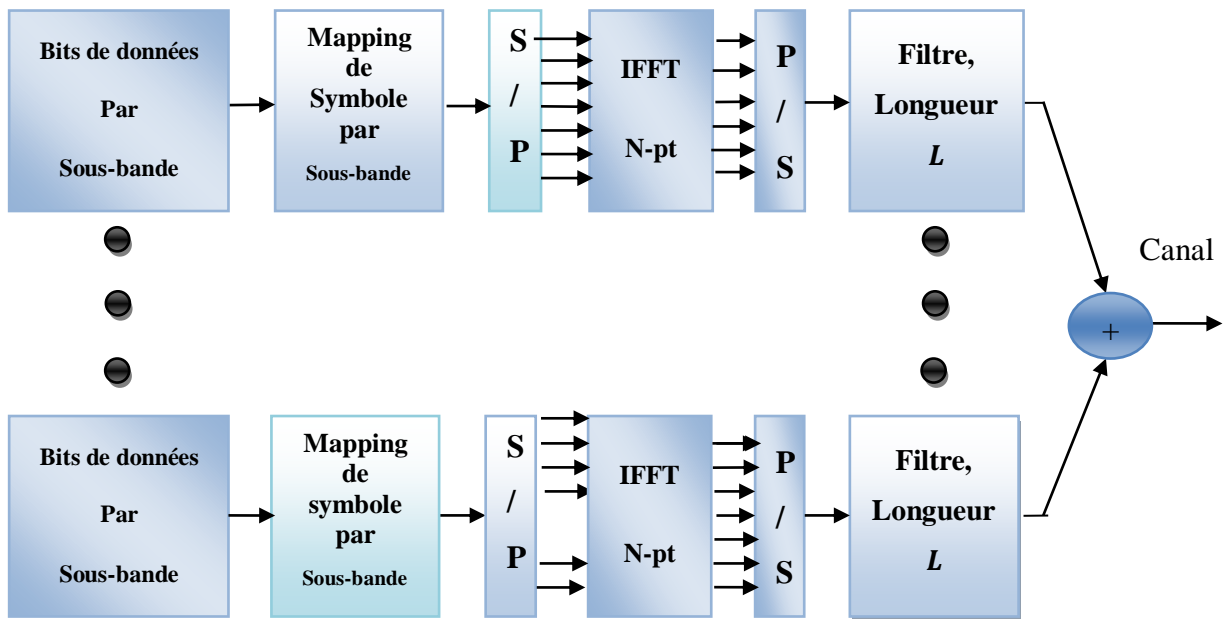 Bits de données
Par
Sous-bande
Mapping
de
Symbole
par
Sous-bande
S
/
P
IFFT
N-pt
P
/
S
Filtre,
Longueur
L
Canal
+
Bits de données
Par
Sous-bande
Mapping
de
symbole
par
Sous-bande
S
/
P
IFFT
N-pt
P
/
S
Filtre,
Longueur
L